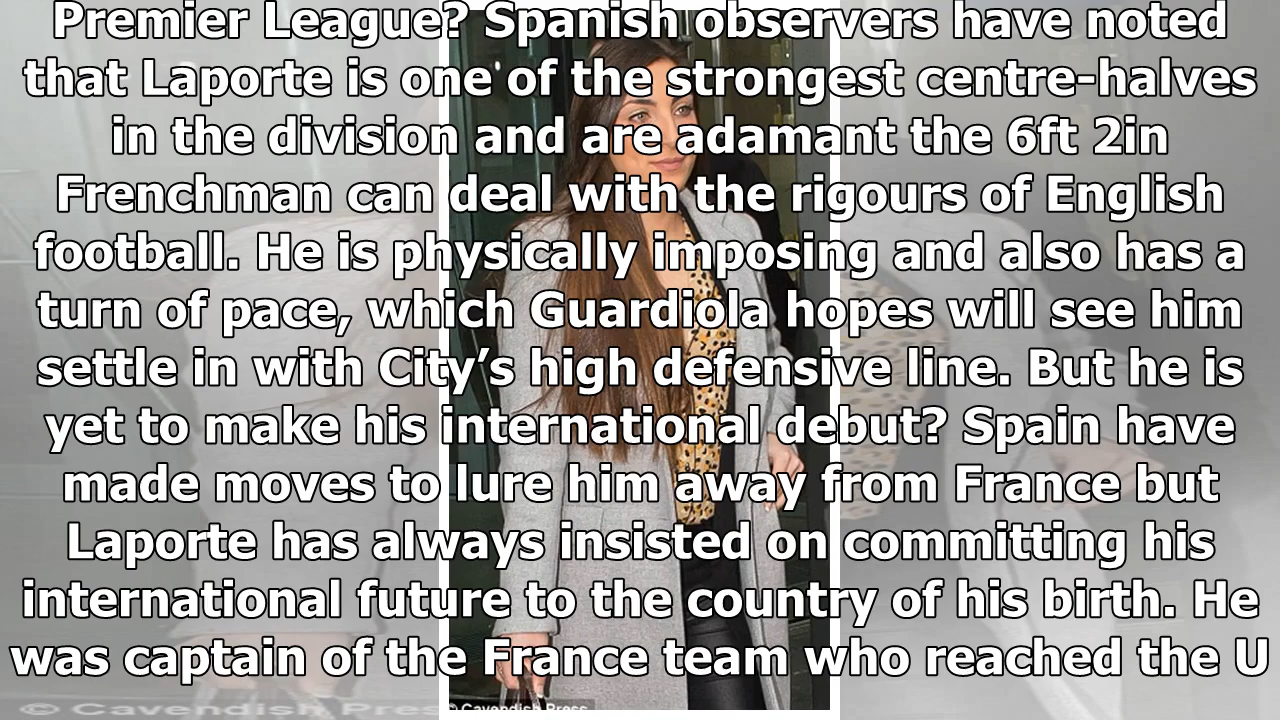 Premier League? Spanish observers have noted
that Laporte is one of the strongest centre-halves
in the division and are adamant the 6ft 2in
Frenchman can deal with the rigours of English
football. He is physically imposing and also has a
turn of pace, which Guardiola hopes will see him
settle in with City’s high defensive line. But he is
yet to make his international debut? Spain have
made moves to lure him away from France but
Laporte has always insisted on committing his
international future to the country of his birth. He
was captain of the France team who reached the U
© Cavendish Press
© Cavendish Press